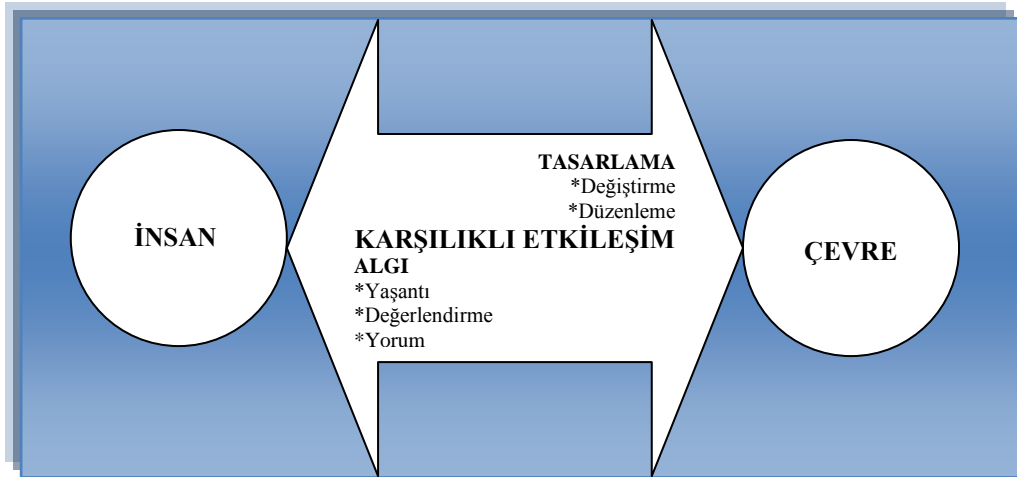 İNSAN
TASARLAMA
*Değiştirme
*Düzenleme
KARŞILIKLI ETKİLEŞİM
ALGI
*Yaşantı
*Değerlendirme
*Yorum
ÇEVRE